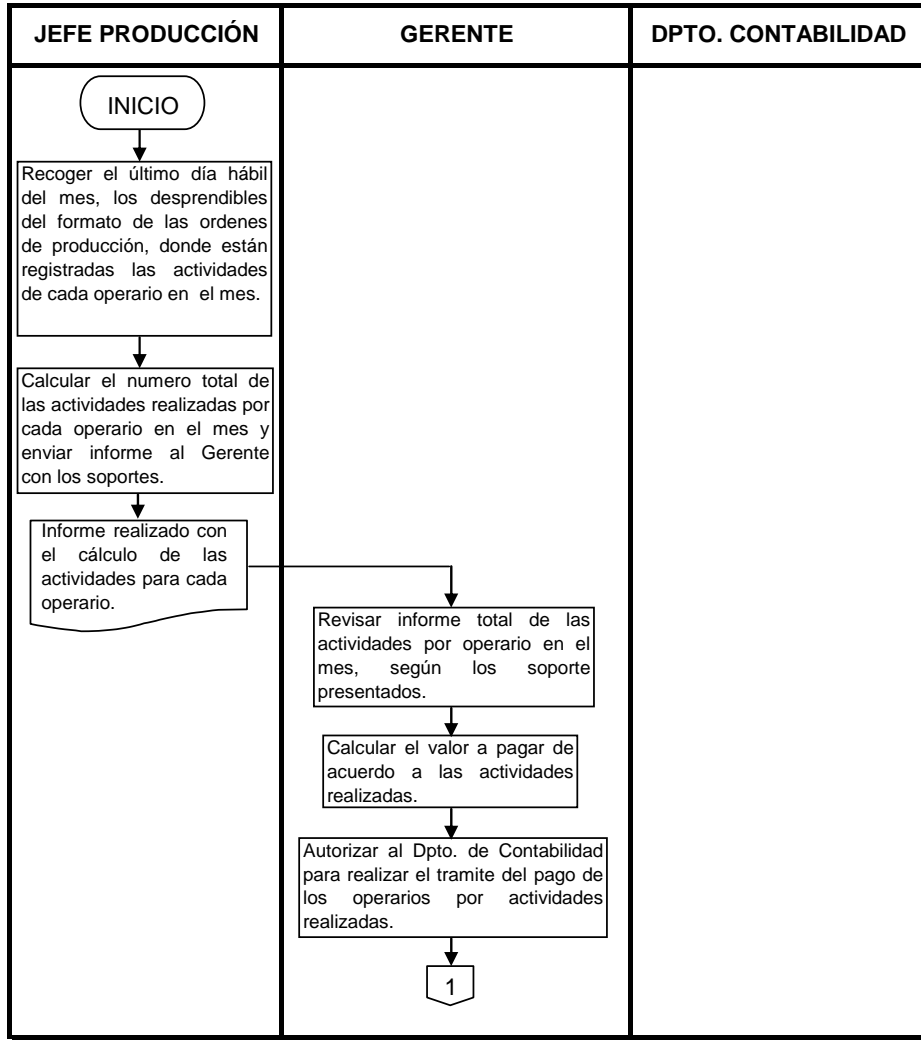 JEFE PRODUCCIÓN
GERENTE
DPTO. CONTABILIDAD
INICIO
Recoger el último día hábil
del mes, los desprendibles
del formato de las ordenes
de producción, donde están
registradas las actividades
de cada operario en el mes.
Calcular el numero total de
las actividades realizadas por
cada operario en el mes y
enviar informe al Gerente
con los soportes.
Informe realizado con
el cálculo de las
actividades para cada
operario.
Revisar informe total de las
actividades por operario en el
mes, según los soporte
presentados.
Calcular el valor a pagar de
acuerdo a las actividades
realizadas.
Autorizar al Dpto. de Contabilidad
para realizar el tramite del pago de
los operarios por actividades
realizadas.
1